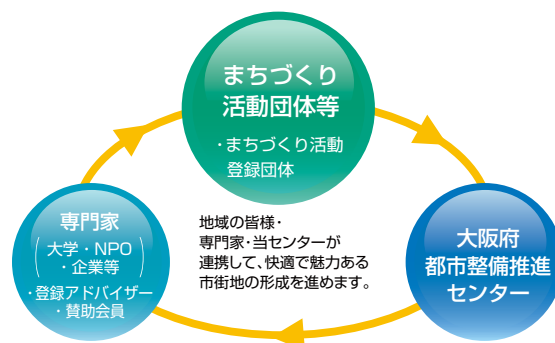 まちづくり
活動団体等
・まちづくり活動
登録団体
専門家
(大学・NPO
・企業等)
・登録アドバイザー
・賛助会員
地域の皆様・
専門家・当センターが
連携して、快適で魅力ある
市街地の形成を進めます。
大阪府
都市整備推進
センター